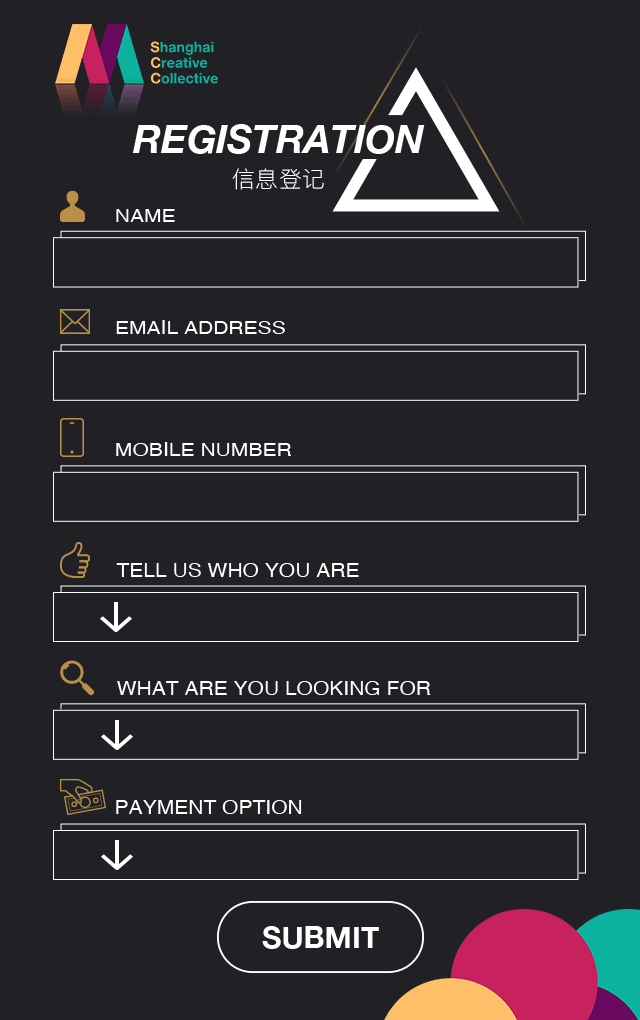 Shanghai
Creative
Collective
REGISTRATION
信息登记
NAME
EMAIL ADDRESS
MOBILE NUMBER
TELL US WHO YOU ARE
WHAT ARE YOU LOOKING FOR
PAYMENT OPTION
SUBMIT